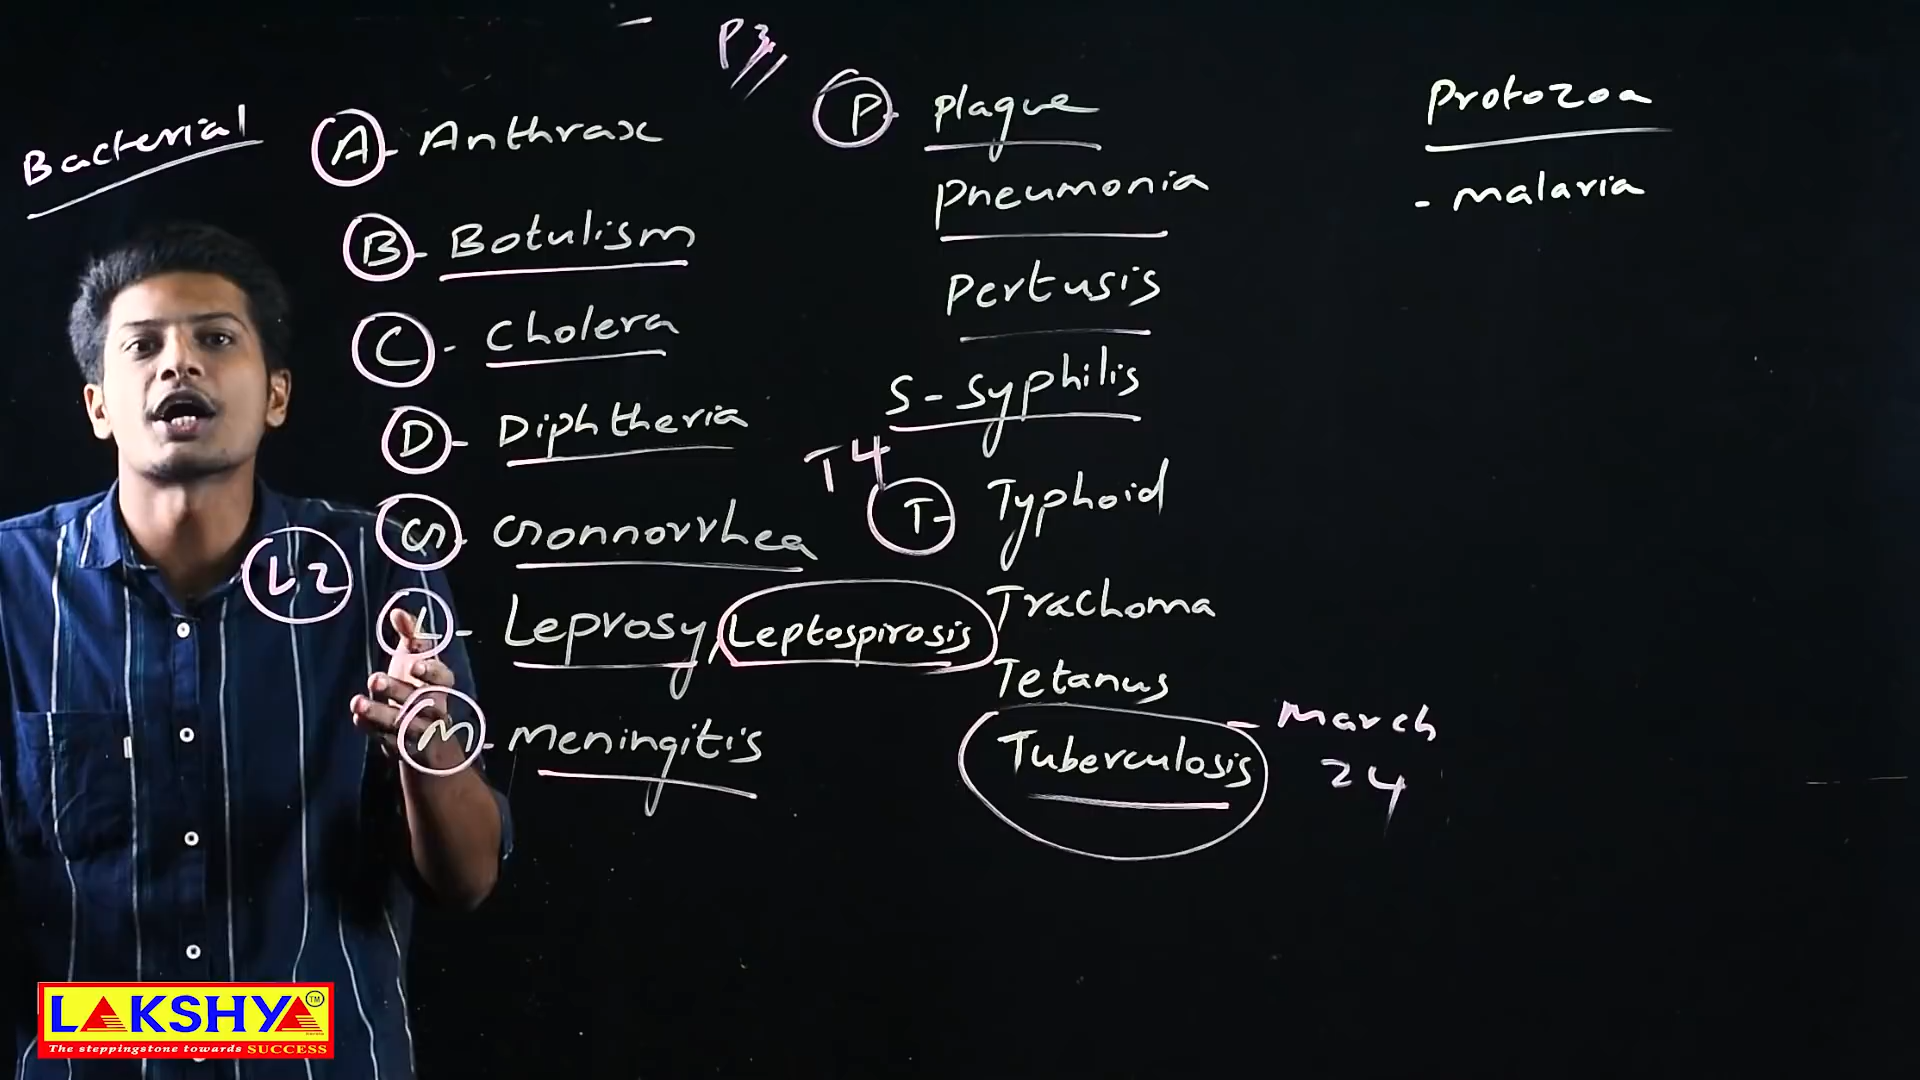 P3
Bacterial
A - Anthrax
B - Botulism
C - Cholera
D - Diphtheria
G - Gonnorrhea
L2
L - Leprosy, Leptospirosis
M - Meningitis
P - Plague
Pneumonia
Pertusis
S - Syphilis
T4
T - Typhoid
Trachoma
Tetanus
Tuberculosis - March
24
Protozoa
- malaria
LAKSHYA TM
The steppingstone towards SUCCESS